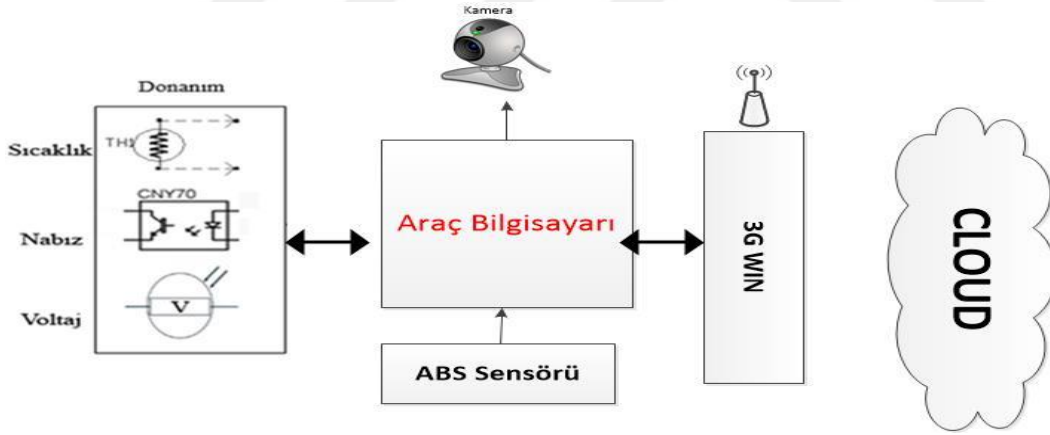 Kamera
Donanım
Sıcaklık
TH1
CNY70
Nabız
Voltaj
V
Araç Bilgisayarı
ABS Sensörü
3G WIN
CLOUD